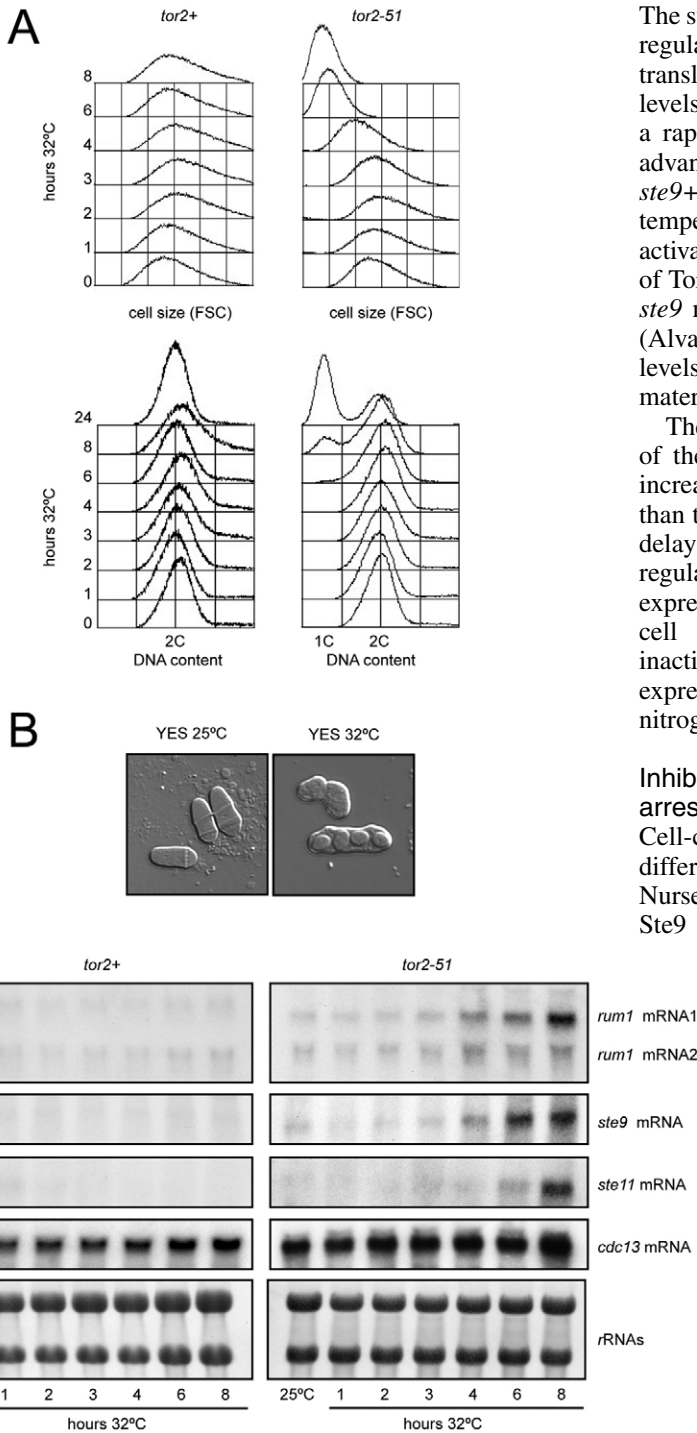 A
tor2+
tor2-51
8
6
4
3
2
1
0
hours 32ºC
cell size (FSC)
cell size (FSC)
24
8
6
4
3
2
1
0
hours 32ºC
2C
1C
2C
DNA content
DNA content
B
YES 25ºC
YES 32ºC
tor2+
tor2-51
rum1 mRNA1
rum1 mRNA2
ste9 mRNA
ste11 mRNA
cdc13 mRNA
rRNAs
1 2 3 4 6 8
25ºC 1 2 3 4 6 8
hours 32ºC
hours 32ºC
The s
regula
transl
levels
a rap
advan
ste9+
tempe
activa
of Tor
ste9 r
(Alva
levels
mater
The
of the
increa
than t
delay
regula
expre
cell
inacti
expre
nitrog
Inhib
arres
Cell-c
differ
Nurse
Ste9